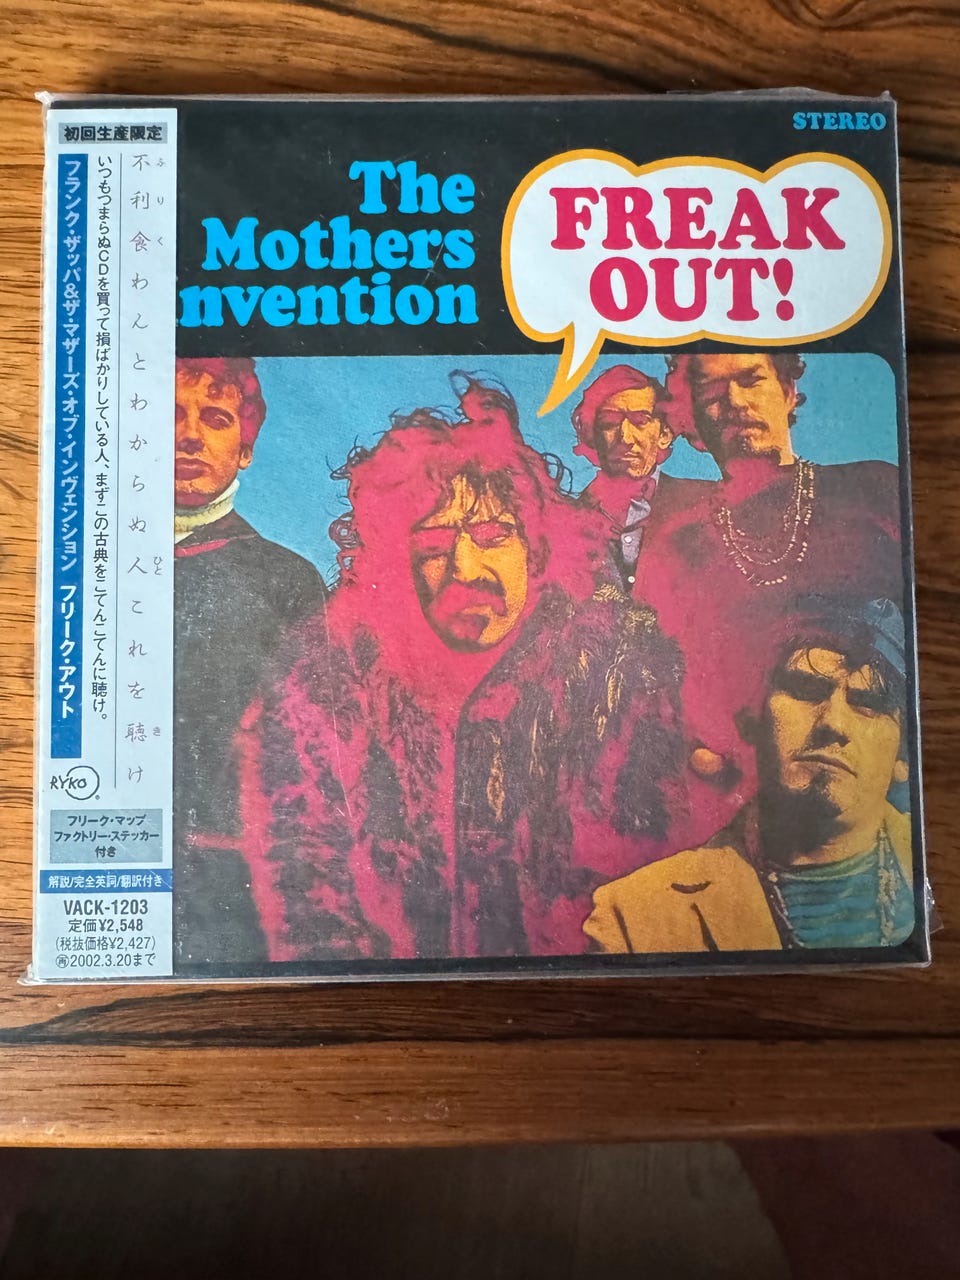 初回生産限定
不利食わんとわからぬ人これを聴け
ふりく
ひと
き
いつもつまらぬCDを買って損ばかりしている人、まずこの古典をこてんこてんに聴け。
フランク・ザッパ&ザ・マザーズ・オブ・インヴェンション フリーク・アウト
RYKO
フリーク・マップ
ファクトリー・ステッカー
付き
解説/完全英詞/翻訳付き
VACK-1203
定価¥2,548
(税抜価格¥2,427)
再2002.3.20まで
STEREO
The
Mothers
nvention
FREAK
OUT!